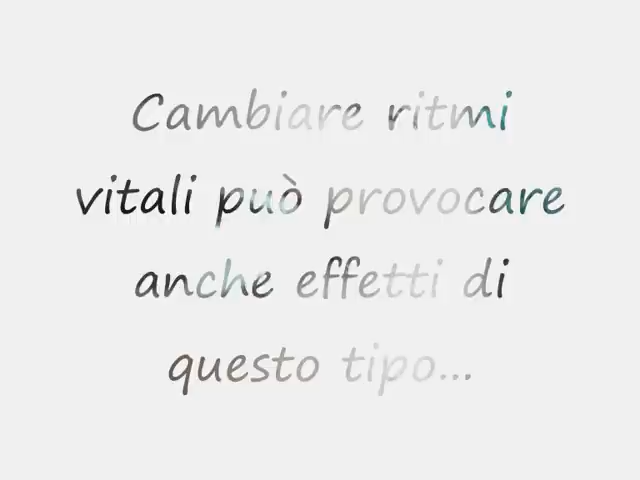 Cambiare ritmi
vitali può provocare
anche effetti di
questo tipo...